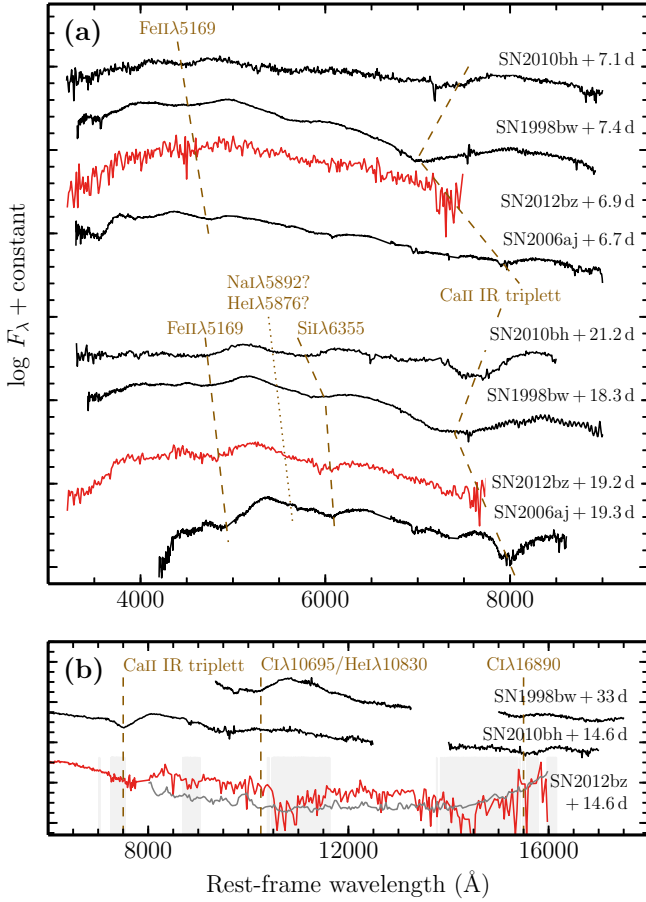 (a)
FeIIλ5169
SN2010bh + 7.1 d
SN1998bw + 7.4 d
SN2012bz + 6.9 d
SN2006aj + 6.7 d
NaIλ5892?
HeIλ5876?
CaII IR triplett
FeIIλ5169
SiIλ6355
SN2010bh + 21.2 d
SN1998bw + 18.3 d
SN2012bz + 19.2 d
SN2006aj + 19.3 d
log Fλ + constant
4000
6000
8000
(b)
CaII IR triplett
CIλ10695/HeIλ10830
CIλ16890
SN1998bw + 33 d
SN2010bh + 14.6 d
SN2012bz
+ 14.6 d
8000
12000
16000
Rest-frame wavelength (Å)